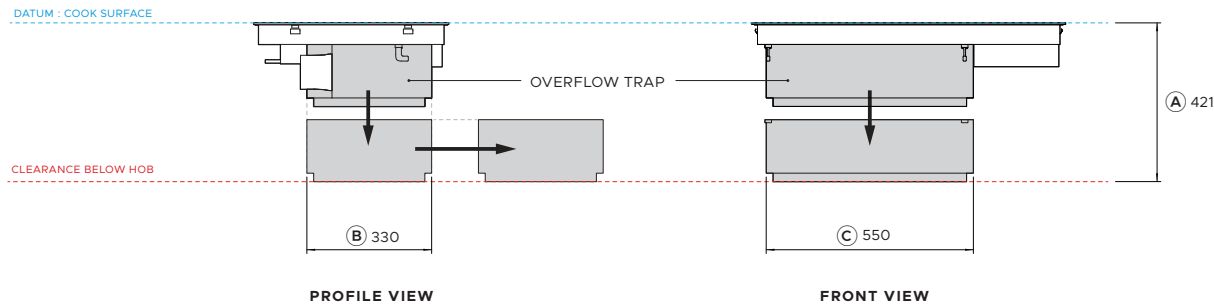 DATUM : COOK SURFACE
OVERFLOW TRAP
A 421
CLEARANCE BELOW HOB
B 330
C 550
PROFILE VIEW
FRONT VIEW